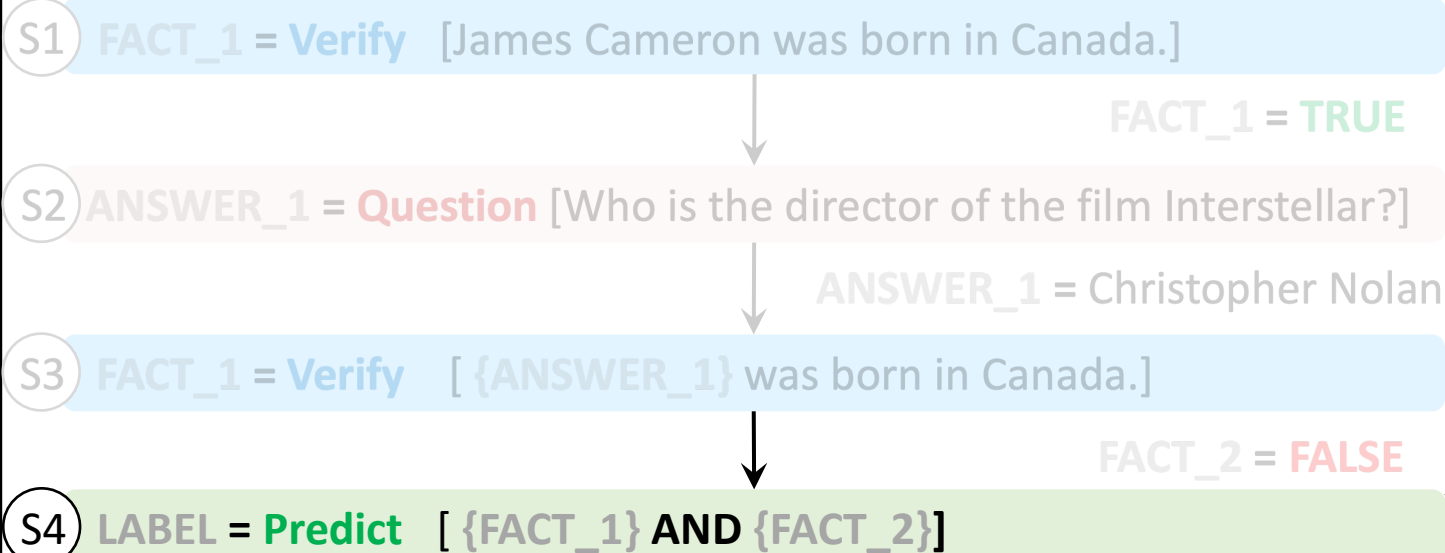 S1 FACT_1 = Verify [James Cameron was born in Canada.]
FACT_1 = TRUE
S2 ANSWER_1 = Question [Who is the director of the film Interstellar?]
ANSWER_1 = Christopher Nolan
S3 FACT_1 = Verify [ {ANSWER_1} was born in Canada.]
FACT_2 = FALSE
S4 LABEL = Predict [ {FACT_1} AND {FACT_2}]